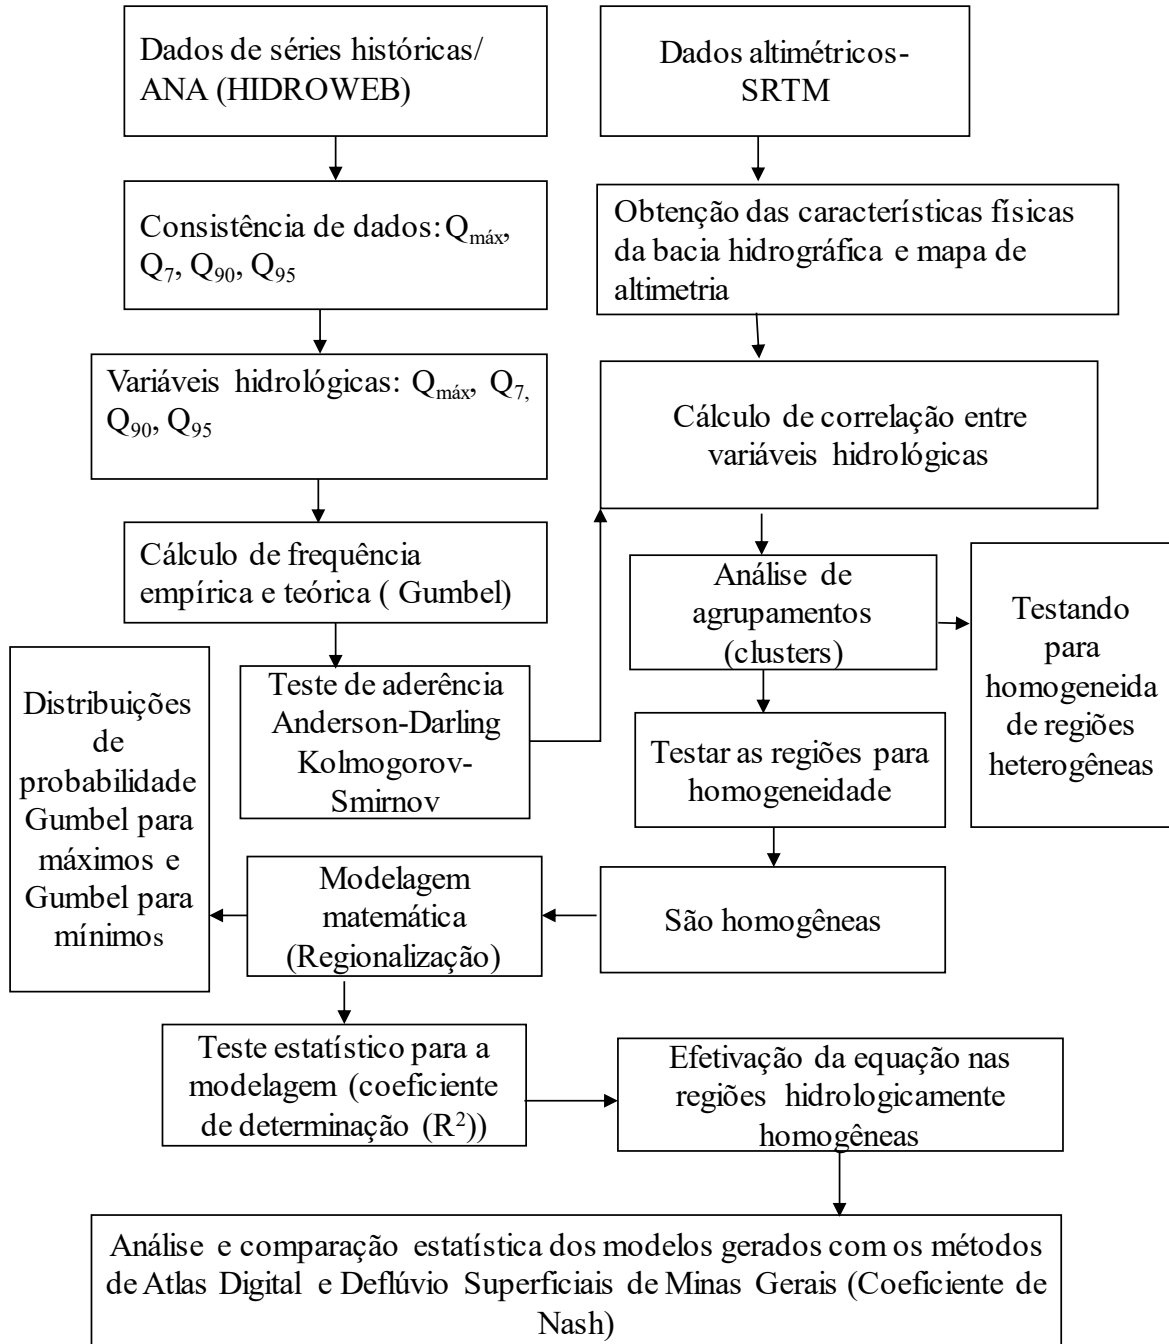 Dados de séries históricas/
ANA (HIDROWEB)
Dados altimétricos-
SRTM
Consistência de dados: Qmáx,
Q7, Q90, Q95
Obtenção das características físicas
da bacia hidrográfica e mapa de
altimetria
Variáveis hidrológicas: Qmáx, Q7,
Q90, Q95
Cálculo de correlação entre
variáveis hidrológicas
Cálculo de frequência
empírica e teórica ( Gumbel)
Análise de
agrupamentos
(clusters)
Testando
para
homogeneida
de regiões
heterogêneas
Distribuições
de
probabilidade
Gumbel para
máximos e
Gumbel para
mínimos
Teste de aderência
Anderson-Darling
Kolmogorov-
Smirnov
Testar as regiões para
homogeneidade
Modelagem
matemática
(Regionalização)
São homogêneas
Teste estatístico para a
modelagem (coeficiente
de determinação (R²))
Efetivação da equação nas
regiões hidrologicamente
homogêneas
Análise e comparação estatística dos modelos gerados com os métodos
de Atlas Digital e Deflúvio Superficiais de Minas Gerais (Coeficiente de
Nash)